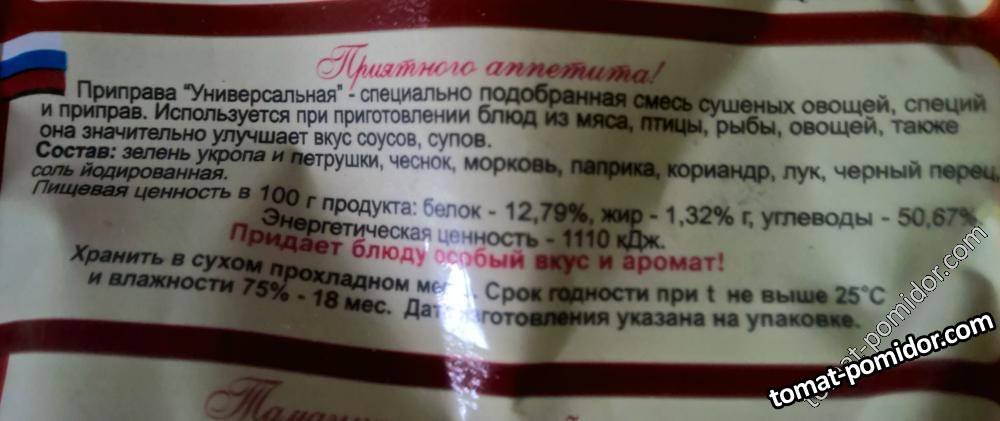 Приятного аппетита!
Приправа "Универсальная" - специально подобранная смесь сушеных овощей, специй
и приправ. Используется при приготовлении блюд из мяса, птицы, рыбы, овощей, также
она значительно улучшает вкус соусов, супов.
Состав: зелень укропа и петрушки, чеснок, морковь, паприка, кориандр, лук, черный перец,
соль йодированная.
Пищевая ценность в 100 г продукта: белок - 12,79%, жир - 1,32% г, углеводы - 50,67%.
Энергетическая ценность - 1110 кДж.
Придает блюду особый вкус и аромат!
Хранить в сухом прохладном Срок годности при t не выше 25°С
и влажности 75% - 18 мес. указана на упаковке.
tomat-pomidor.com
tomat-pomidor.com